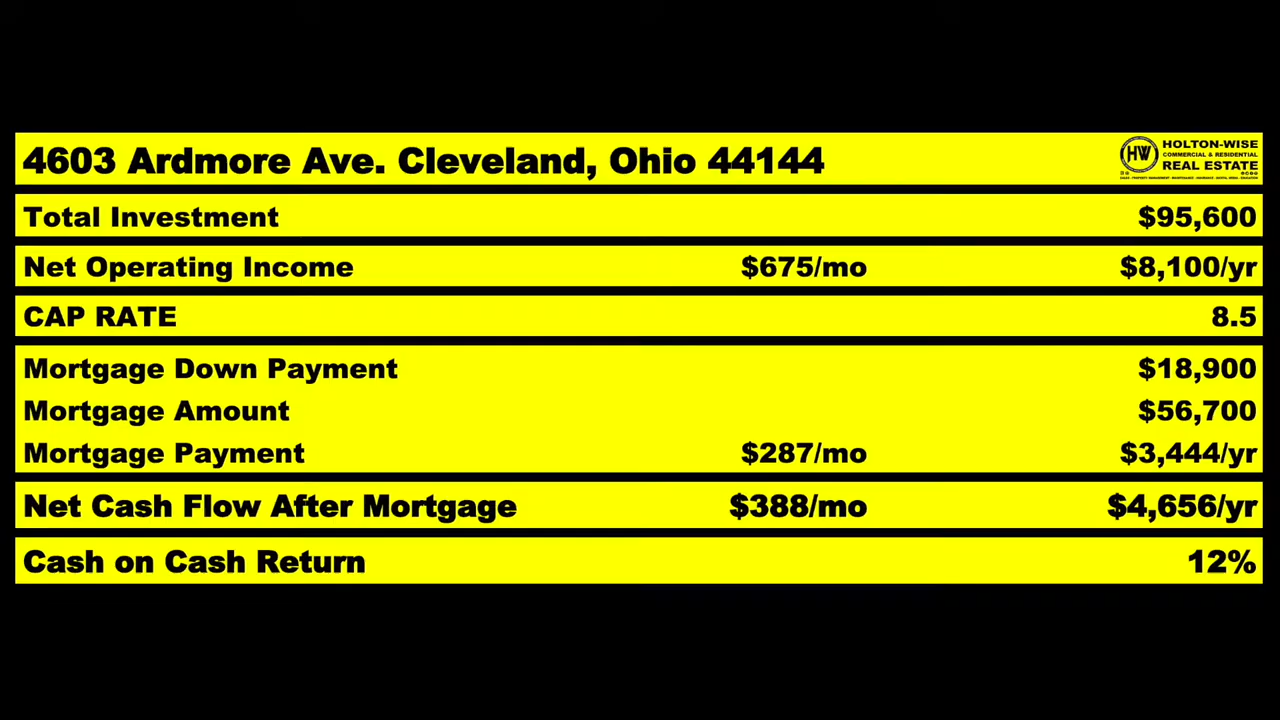 4603 Ardmore Ave. Cleveland, Ohio 44144
HW
HOLTON-WISE
COMMERCIAL & RESIDENTIAL
REAL ESTATE
Total Investment $95,600
Net Operating Income $675/mo $8,100/yr
CAP RATE 8.5
Mortgage Down Payment $18,900
Mortgage Amount $56,700
Mortgage Payment $287/mo $3,444/yr
Net Cash Flow After Mortgage $388/mo $4,656/yr
Cash on Cash Return 12%